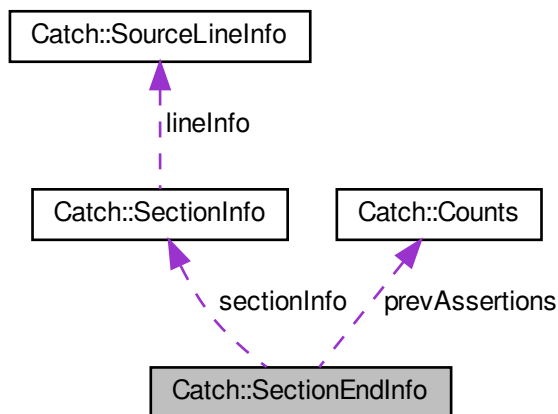 Catch::SourceLineInfo
lineInfo
Catch::SectionInfo
Catch::Counts
sectionInfo
prevAssertions
Catch::SectionEndInfo